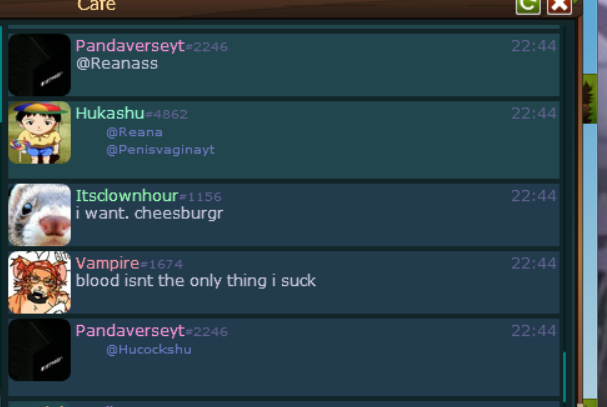 Cafe
Pandaverseyt#2246 22:44
@Reanass
Hukashu#4862 22:44
@Reana
@Penisvaginayt
Itsclownhour#1156 22:44
i want. cheesburgr
Vampire#1674 22:44
blood isnt the only thing i suck
Pandaverseyt#2246 22:44
@Hucockshu